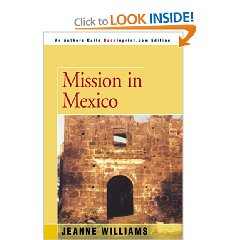 Click to LOOK INSIDE!
An Authors Guild Backinprint.com Edition
Mission in
Mexico
JEANNE WILLIAMS